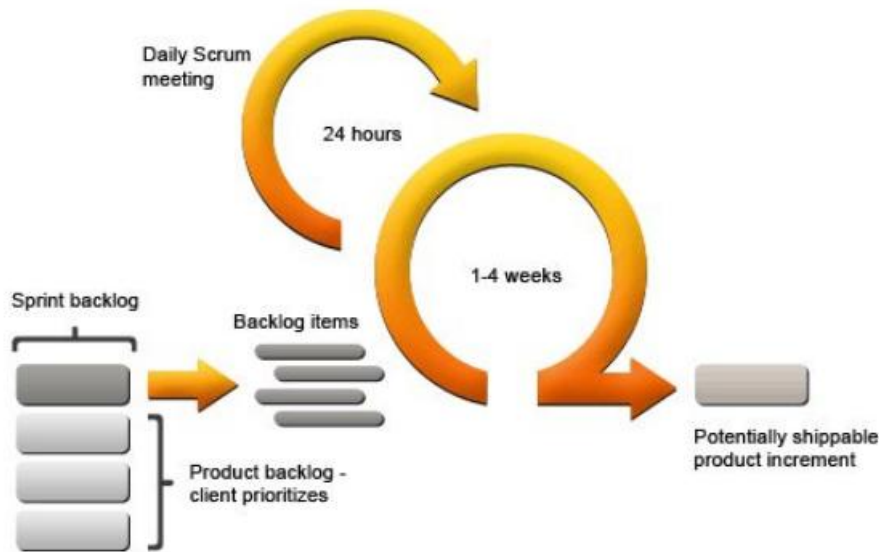 Daily Scrum
meeting
24 hours
1-4 weeks
Sprint backlog
Backlog items
Potentially shippable
product increment
Product backlog -
client prioritizes